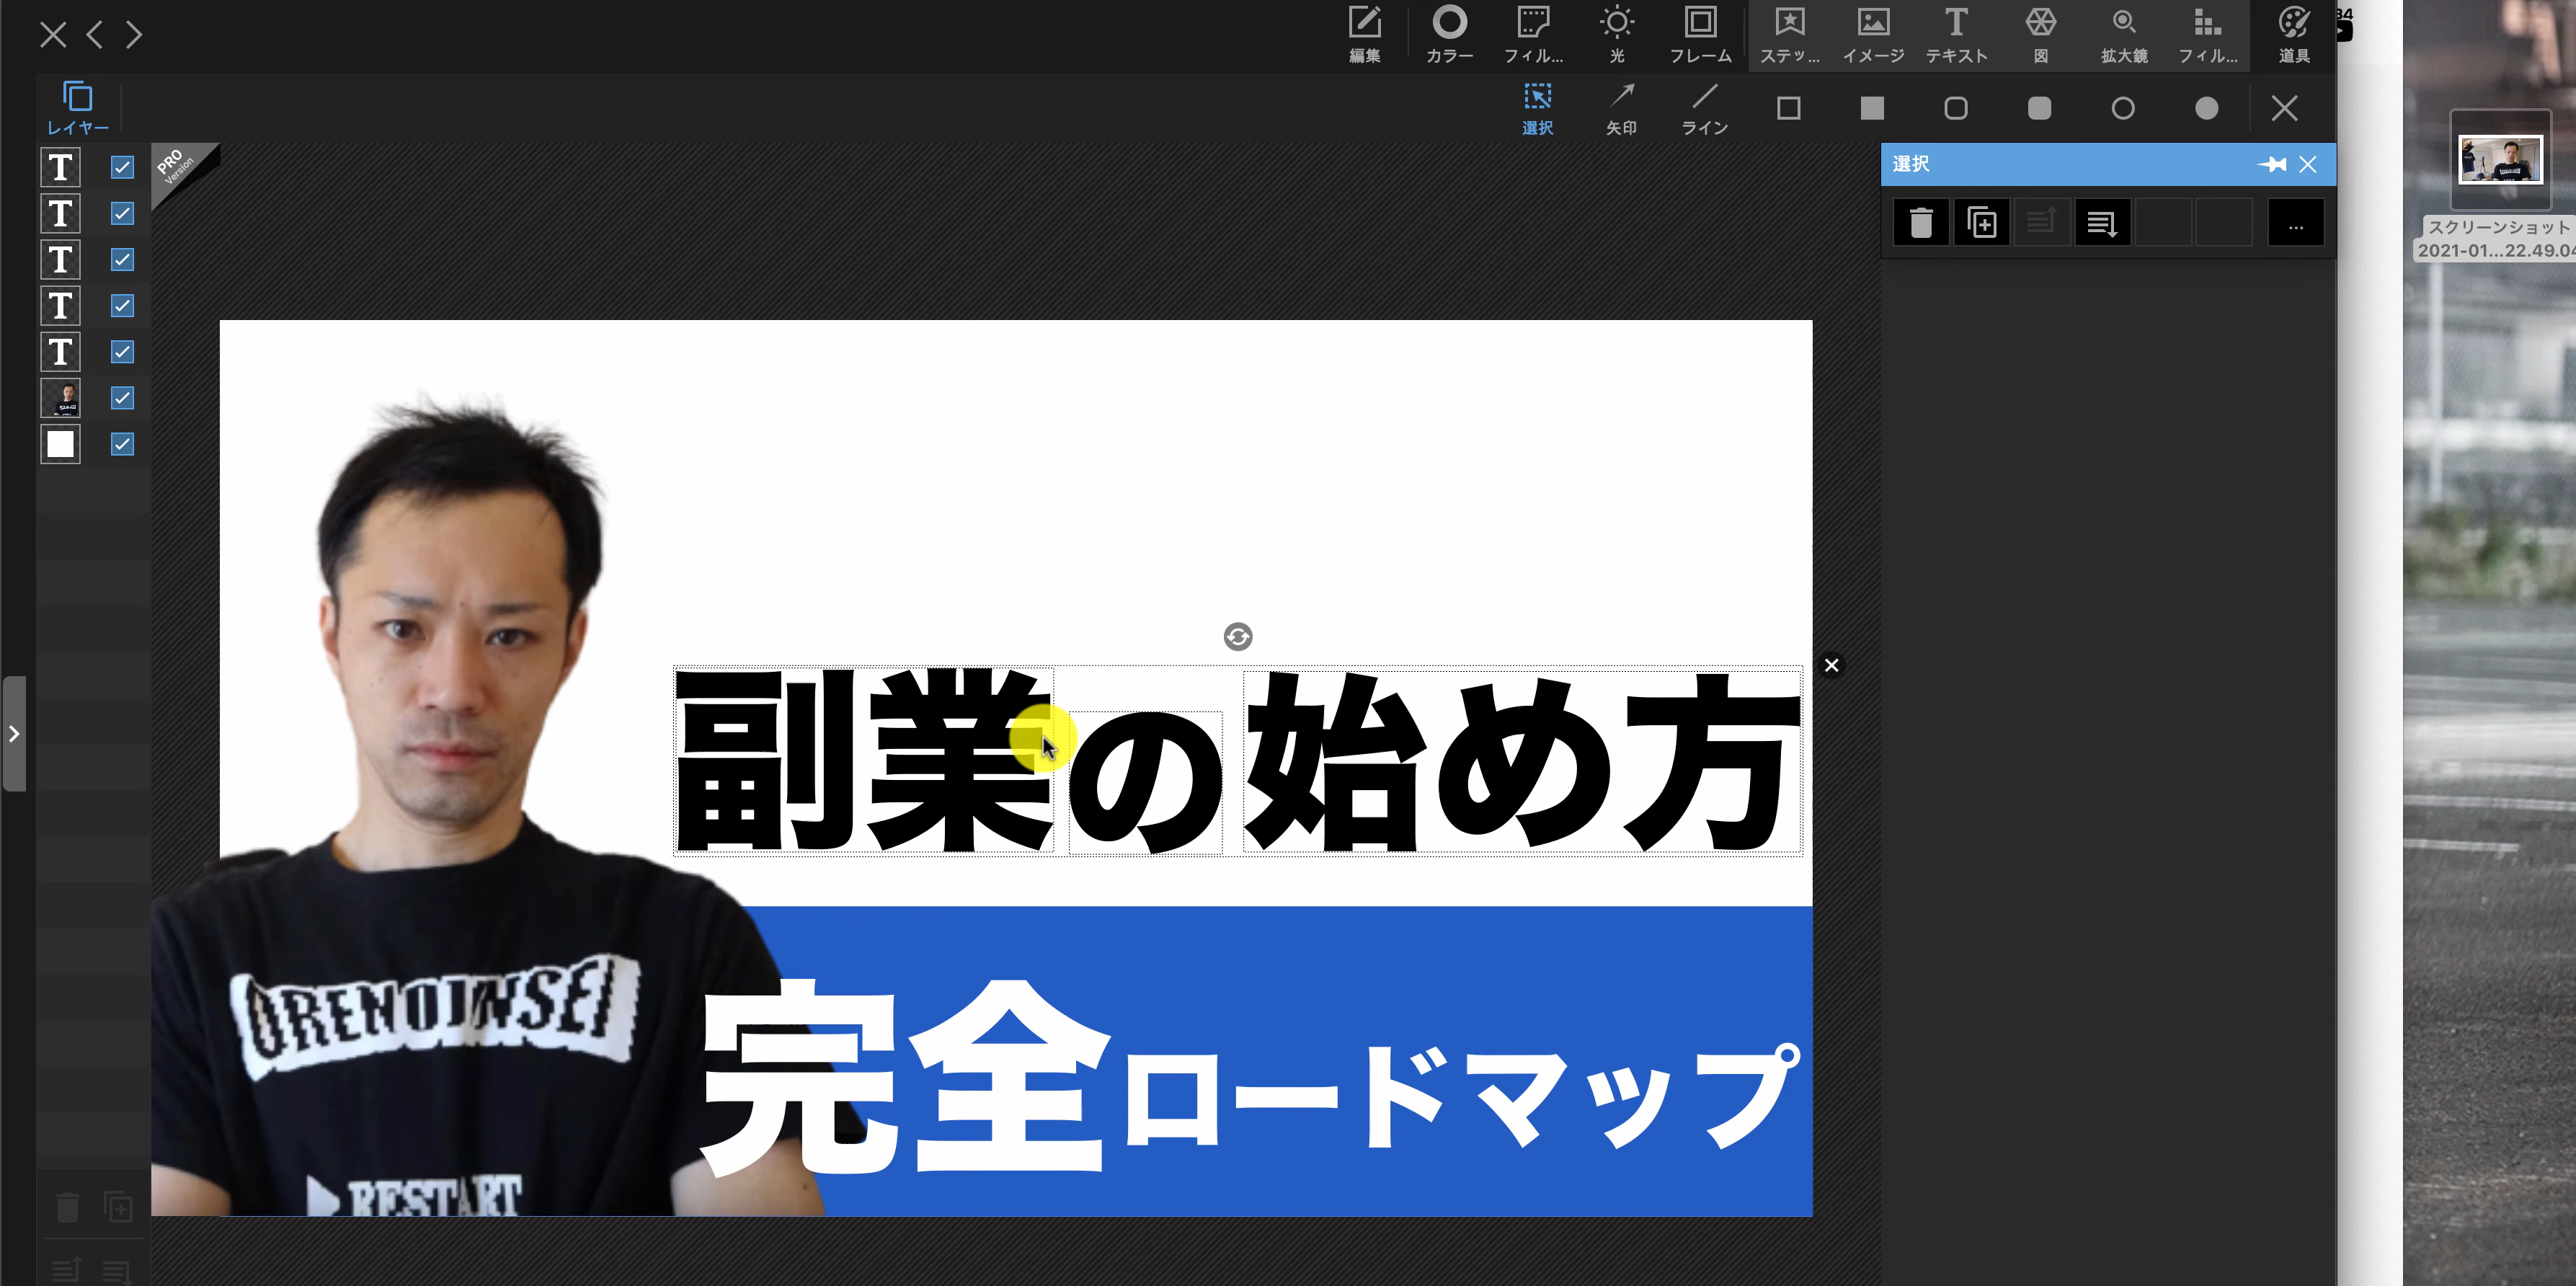 編集
カラー
フィル...
光
フレーム
ステッ...
イメージ
テキスト
図
拡大鏡
フィル...
道具
レイヤー
選択
矢印
ライン
PRO
Version
選択
...
スクリーンショット
2021-01...22.49.04
副業の始め方
完全ロードマップ
ORENOJINSEI
RESTART